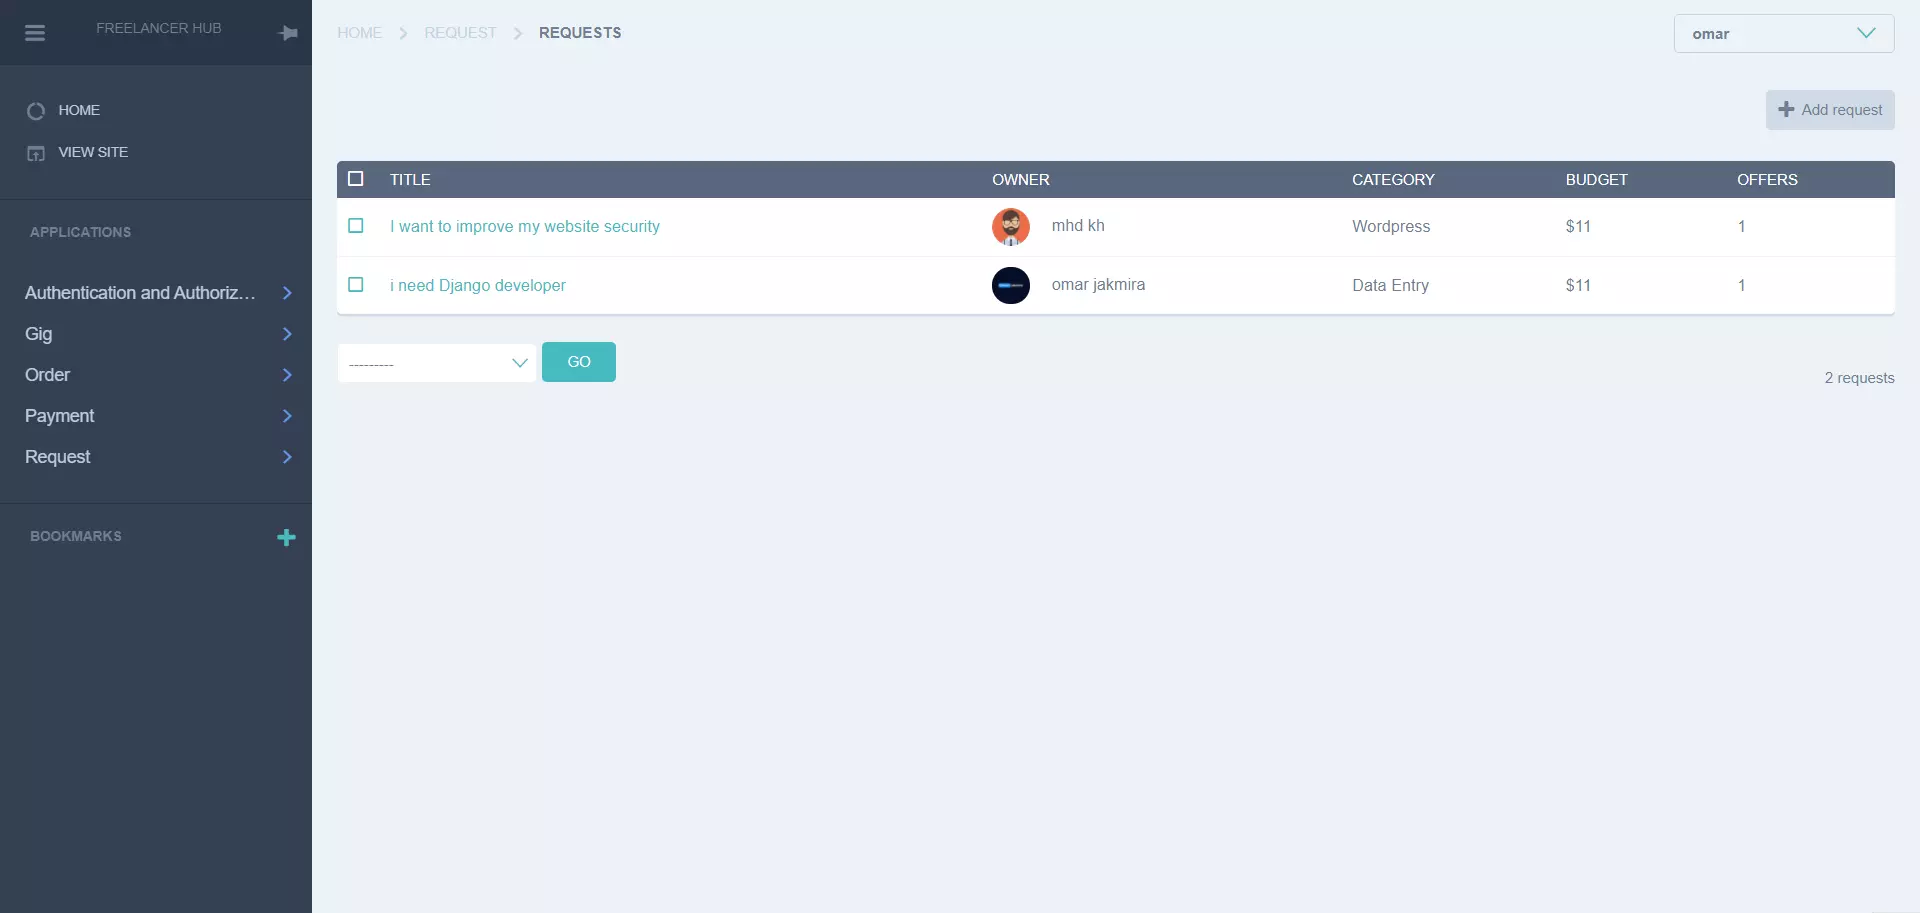 FREELANCER HUB
HOME
VIEW SITE
APPLICATIONS
Authentication and Authoriz...
Gig
Order
Payment
Request
BOOKMARKS
HOME REQUEST REQUESTS
omar
Add request
TITLE OWNER CATEGORY BUDGET OFFERS
I want to improve my website security mhd kh Wordpress $11 1
i need Django developer omar jakmira Data Entry $11 1
--------- GO
2 requests